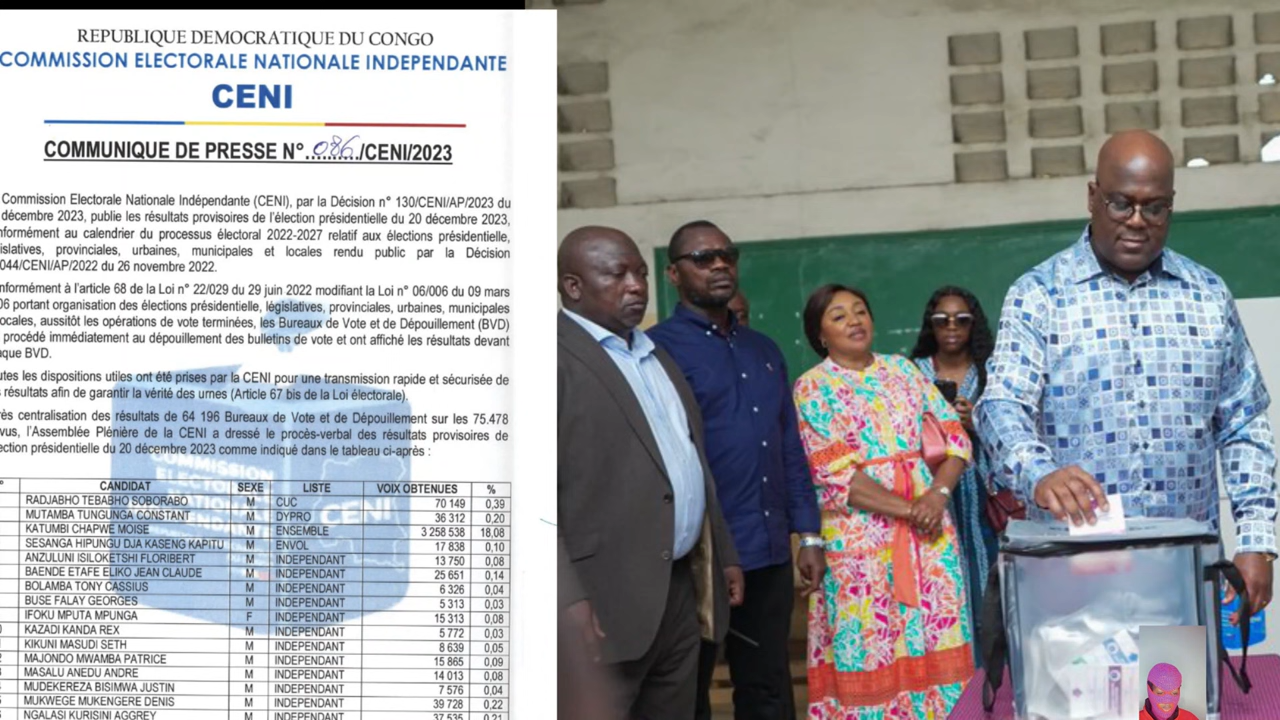 REPUBLIQUE DEMOCRATIQUE DU CONGO
COMMISSION ELECTORALE NATIONALE INDEPENDANTE
CENI
COMMUNIQUE DE PRESSE N° 086/CENI/2023
Commission Electorale Nationale Indépendante (CENI), par la Décision n° 130/CENI/AP/2023 du
décembre 2023, publie les résultats provisoires de l'élection présidentielle du 20 décembre 2023,
nformément au calendrier du processus électoral 2022-2027 relatif aux élections présidentielle,
islatives, provinciales, urbaines, municipales et locales rendu public par la Décision
044/CENI/AP/2022 du 26 novembre 2022.
nformément à l'article 68 de la Loi n° 22/029 du 29 juin 2022 modifiant la Loi n° 06/006 du 09 mars
06 portant organisation des élections présidentielle, législatives, provinciales, urbaines, municipales
ocales, aussitôt les opérations de vote terminées, les Bureaux de Vote et de Dépouillement (BVD)
procédé immédiatement au dépouillement des bulletins de vote et ont affiché les résultats devant
aque BVD.
utes les dispositions utiles ont été prises par la CENI pour une transmission rapide et sécurisée de
résultats afin de garantir la vérité des urnes (Article 67 bis de la Loi électorale).
rès centralisation des résultats de 64 196 Bureaux de Vote et de Dépouillement sur les 75.478
vus, l'Assemblée Plénière de la CENI a dressé le procès-verbal des résultats provisoires de
ection présidentielle du 20 décembre 2023 comme indiqué dans le tableau ci-après :
° CANDIDAT SEXE LISTE VOIX OBTENUES %
RADJABHO TEBABHO SOBORABO M CUC 70 149 0,39
MUTAMBA TUNGUNGA CONSTANT M DYPRO 36 312 0,20
KATUMBI CHAPWE MOISE M ENSEMBLE 3 258 538 18,08
SESANGA HIPUNGU DJA KASENG KAPITU M ENVOL 17 838 0,10
ANZULUNI ISILOKETSHI FLORIBERT M INDEPENDANT 13 750 0,08
BAENDE ETAFE ELIKO JEAN CLAUDE M INDEPENDANT 25 651 0,14
BOLAMBA TONY CASSIUS M INDEPENDANT 6 326 0,04
BUSE FALAY GEORGES M INDEPENDANT 5 313 0,03
IFOKU MPUTA MPUNGA F INDEPENDANT 15 313 0,08
0 KAZADI KANDA REX M INDEPENDANT 5 772 0,03
KIKUNI MASUDI SETH M INDEPENDANT 8 639 0,05
2 MAJONDO MWAMBA PATRICE M INDEPENDANT 15 865 0,09
MASALU ANEDU ANDRE M INDEPENDANT 14 013 0,08
MUDEKEREZA BISIMWA JUSTIN M INDEPENDANT 7 576 0,04
MUKWEGE MUKENGERE DENIS M INDEPENDANT 39 728 0,22
NGALASI KURISINI AGGREY M INDEPENDANT 37 535 0,21